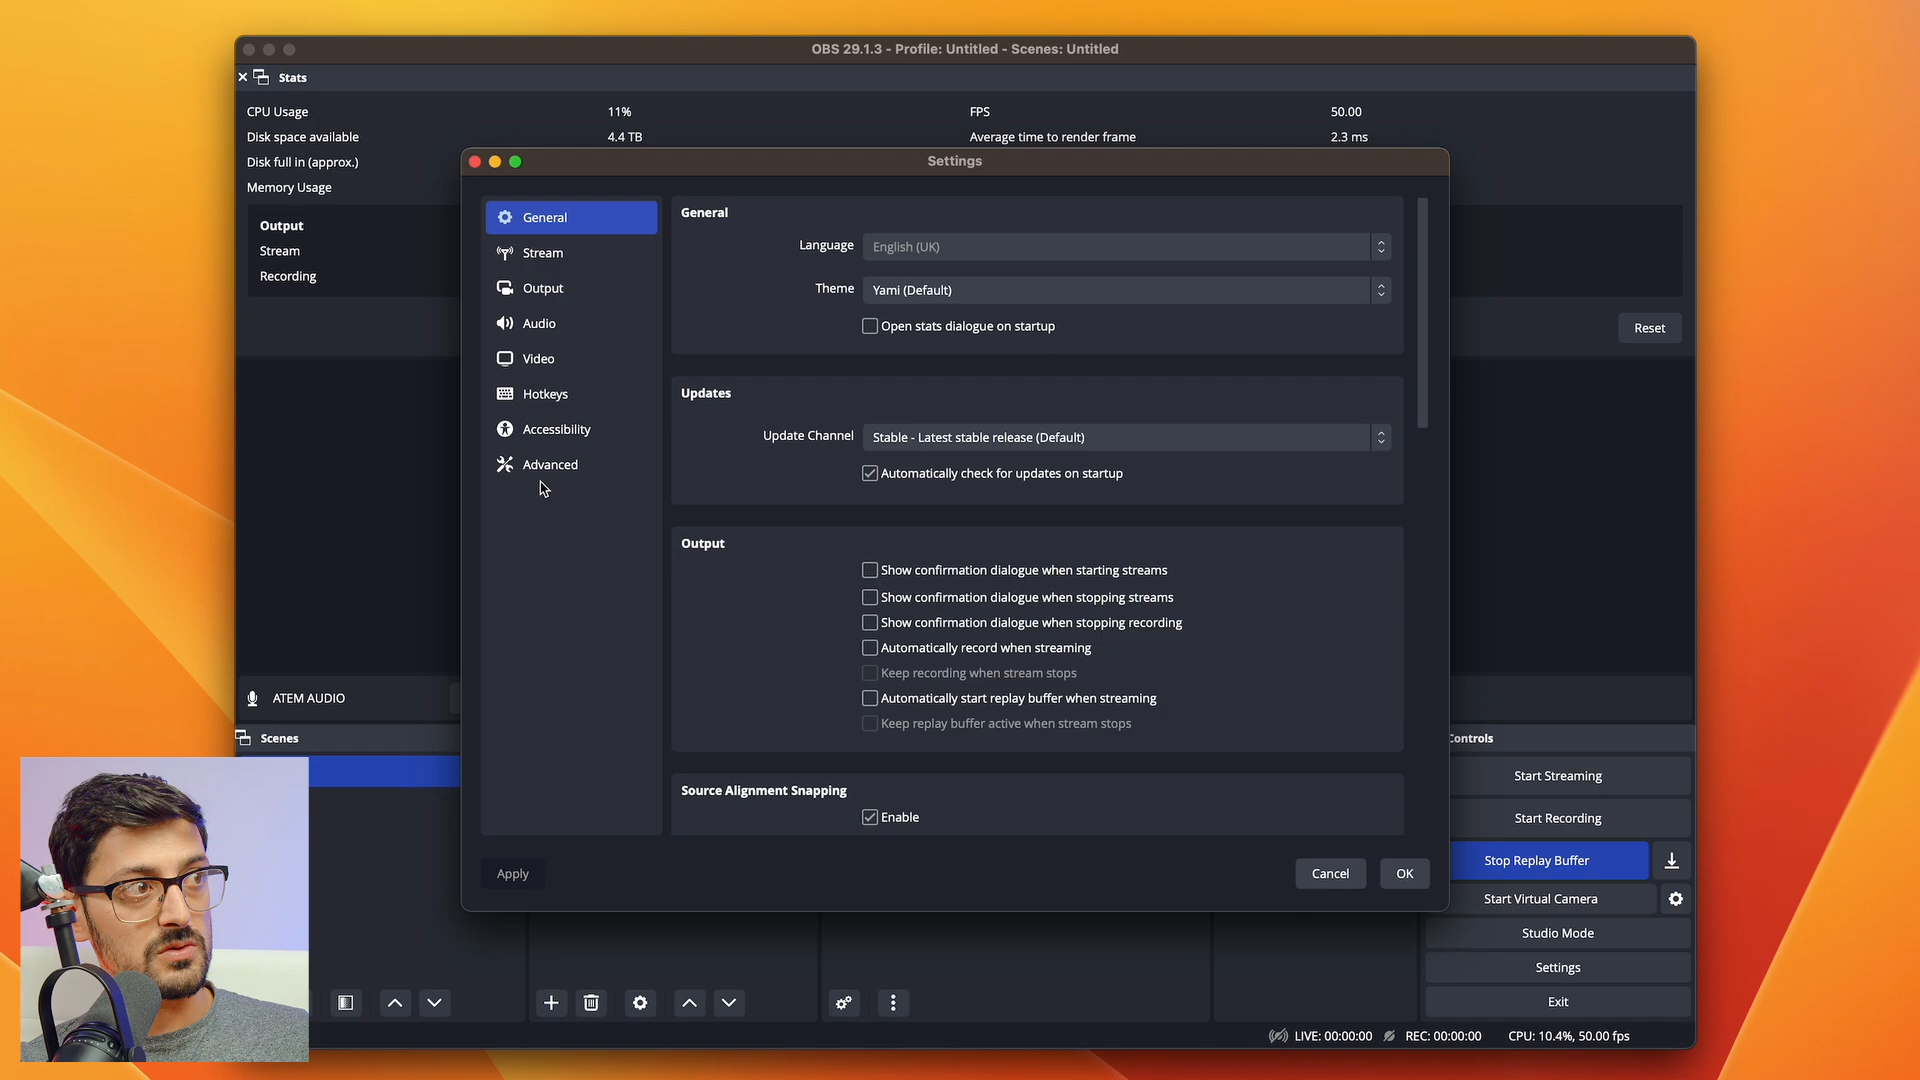 OBS 29.1.3 - Profile: Untitled - Scenes: Untitled
Stats
CPU Usage 11% FPS 50.00
Disk space available 4.4 TB Average time to render frame 2.3 ms
Disk full in (approx.)
Memory Usage
Output
Stream
Recording
Reset
Settings
General
Stream
Output
Audio
Video
Hotkeys
Accessibility
Advanced
General
Language English (UK)
Theme Yami (Default)
Open stats dialogue on startup
Updates
Update Channel Stable - Latest stable release (Default)
Automatically check for updates on startup
Output
Show confirmation dialogue when starting streams
Show confirmation dialogue when stopping streams
Show confirmation dialogue when stopping recording
Automatically record when streaming
Keep recording when stream stops
Automatically start replay buffer when streaming
Keep replay buffer active when stream stops
Source Alignment Snapping
Enable
Apply
Cancel
OK
ATEM AUDIO
Scenes
Controls
Start Streaming
Start Recording
Stop Replay Buffer
Start Virtual Camera
Studio Mode
Settings
Exit
LIVE: 00:00:00 REC: 00:00:00 CPU: 10.4%, 50.00 fps